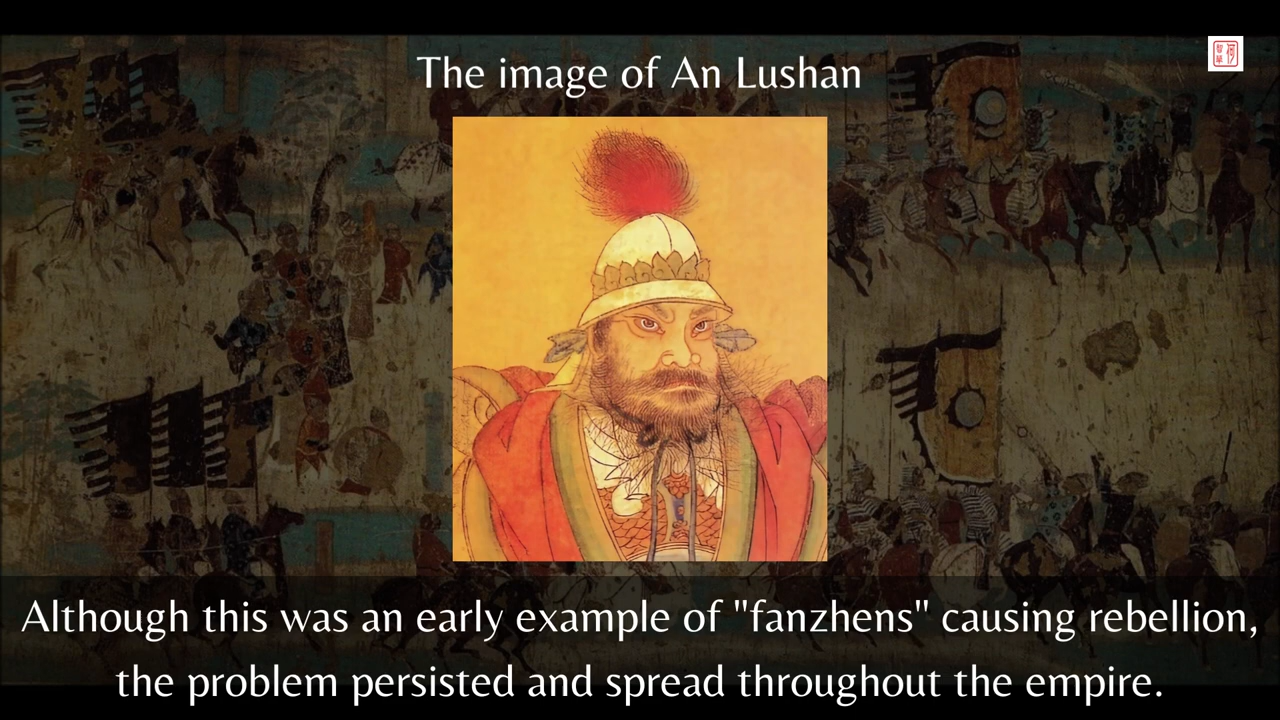 The image of An Lushan
Although this was an early example of "fanzhens" causing rebellion,
the problem persisted and spread throughout the empire.